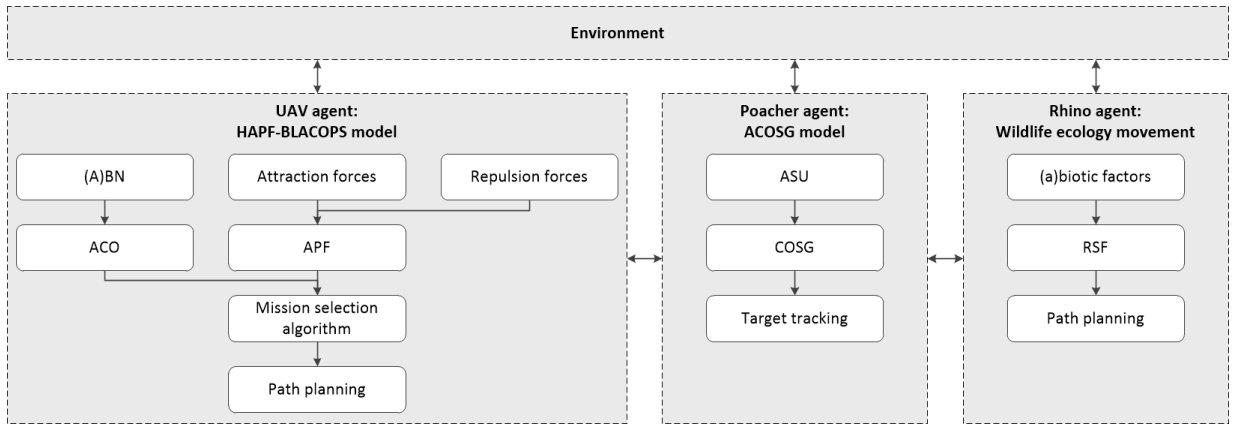 Environment
UAV agent:
HAPF-BLACOPS model
(A)BN
Attraction forces
Repulsion forces
ACO
APF
Mission selection
algorithm
Path planning
Poacher agent:
ACOSG model
ASU
COSG
Target tracking
Rhino agent:
Wildlife ecology movement
(a)biotic factors
RSF
Path planning